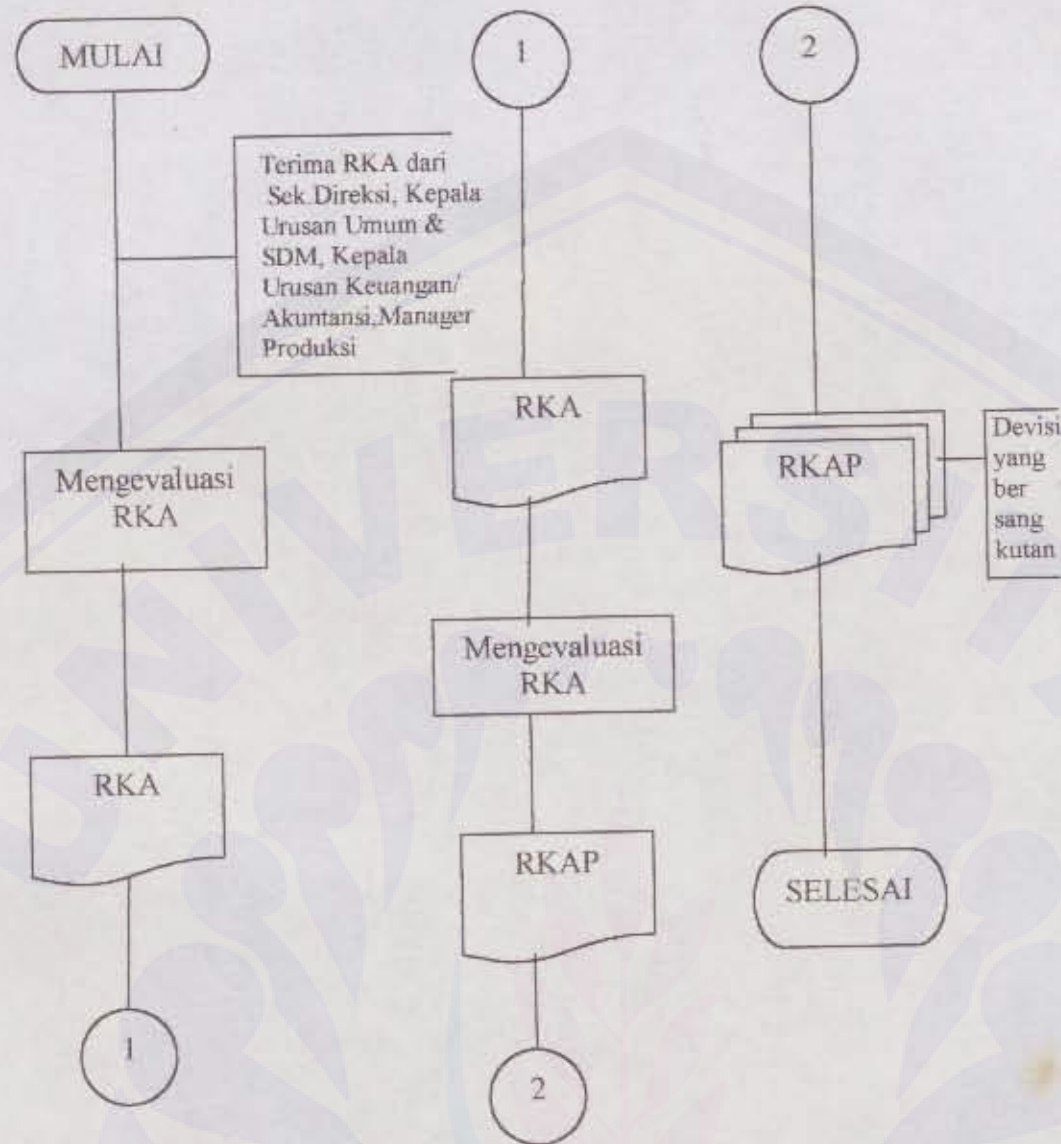 MULAI
Terima RKA dari
Sek.Direksi, Kepala
Urusan Umum &
SDM, Kepala
Urusan Keuangan/
Akuntansi,Manager
Produksi
Mengevaluasi
RKA
RKA
1
1
RKA
Mengevaluasi
RKA
RKAP
2
2
RKAP
Devisi
yang
ber
sang
kutan
SELESAI
UNIVERSIT